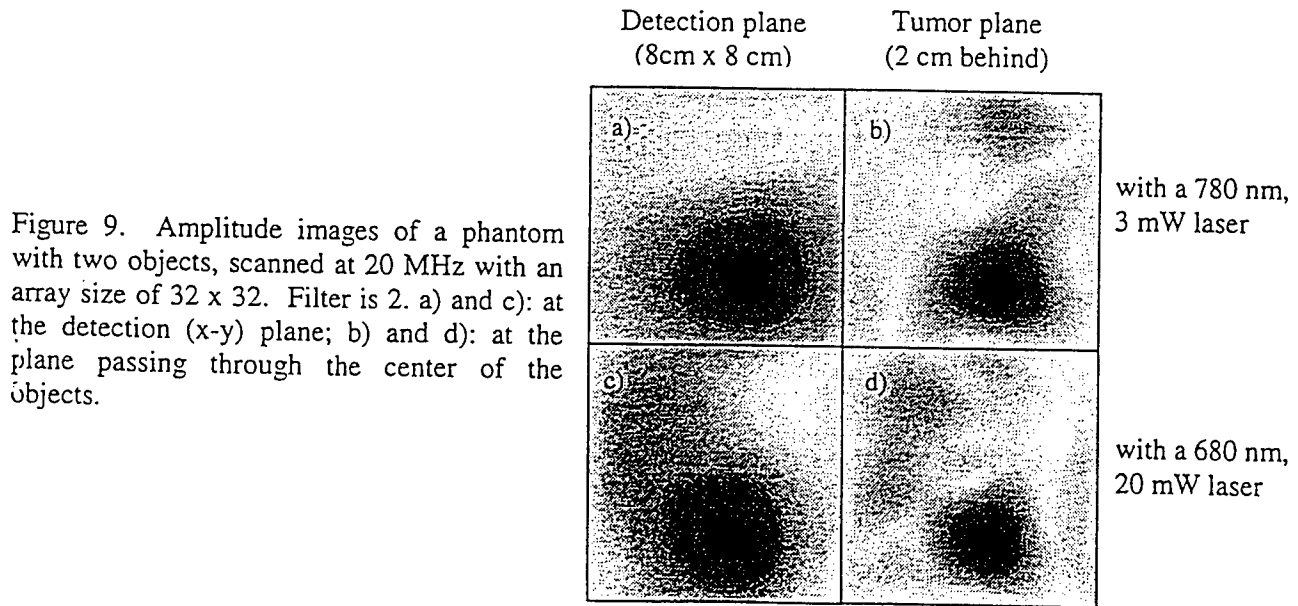 Detection plane
(8cm x 8 cm)
Tumor plane
(2 cm behind)
a)
b)
with a 780 nm,
3 mW laser
Figure 9. Amplitude images of a phantom
with two objects, scanned at 20 MHz with an
array size of 32 x 32. Filter is 2. a) and c): at
the detection (x-y) plane; b) and d): at the
plane passing through the center of the
objects.
c)
d)
with a 680 nm,
20 mW laser